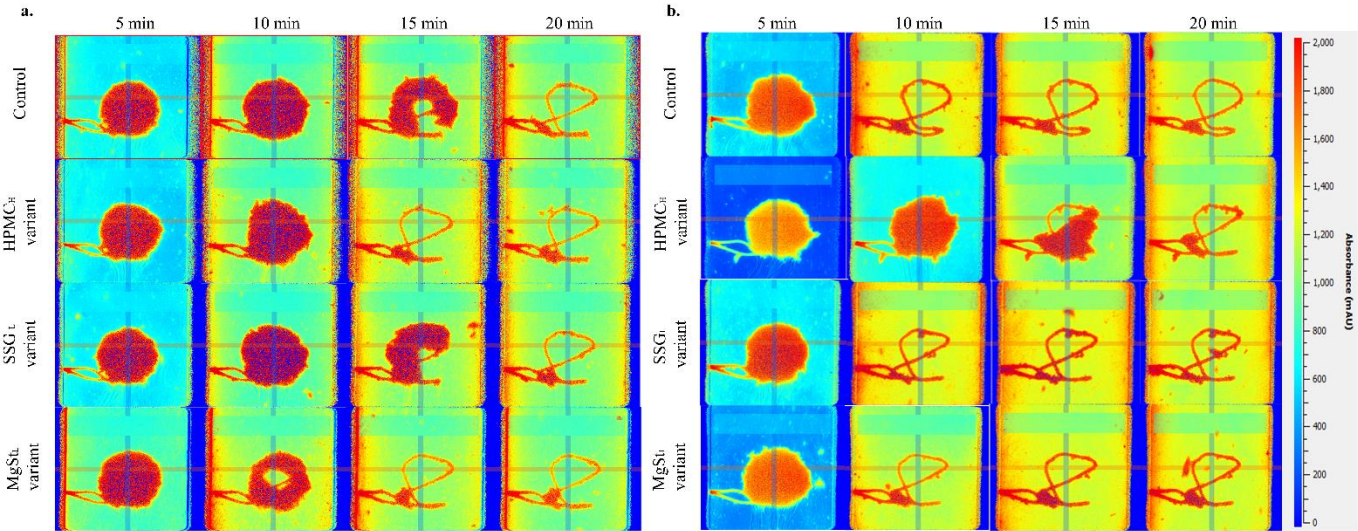 a.
5 min 10 min 15 min 20 min
Control
HPMCH
variant
SSG L
variant
MgStL
variant
b.
5 min 10 min 15 min 20 min
Control
HPMCH
variant
SSGL
variant
MgStL
variant
2,000
1,800
1,600
1,400
1,200
1,000
800
600
400
200
0
Absorbance (mAU)